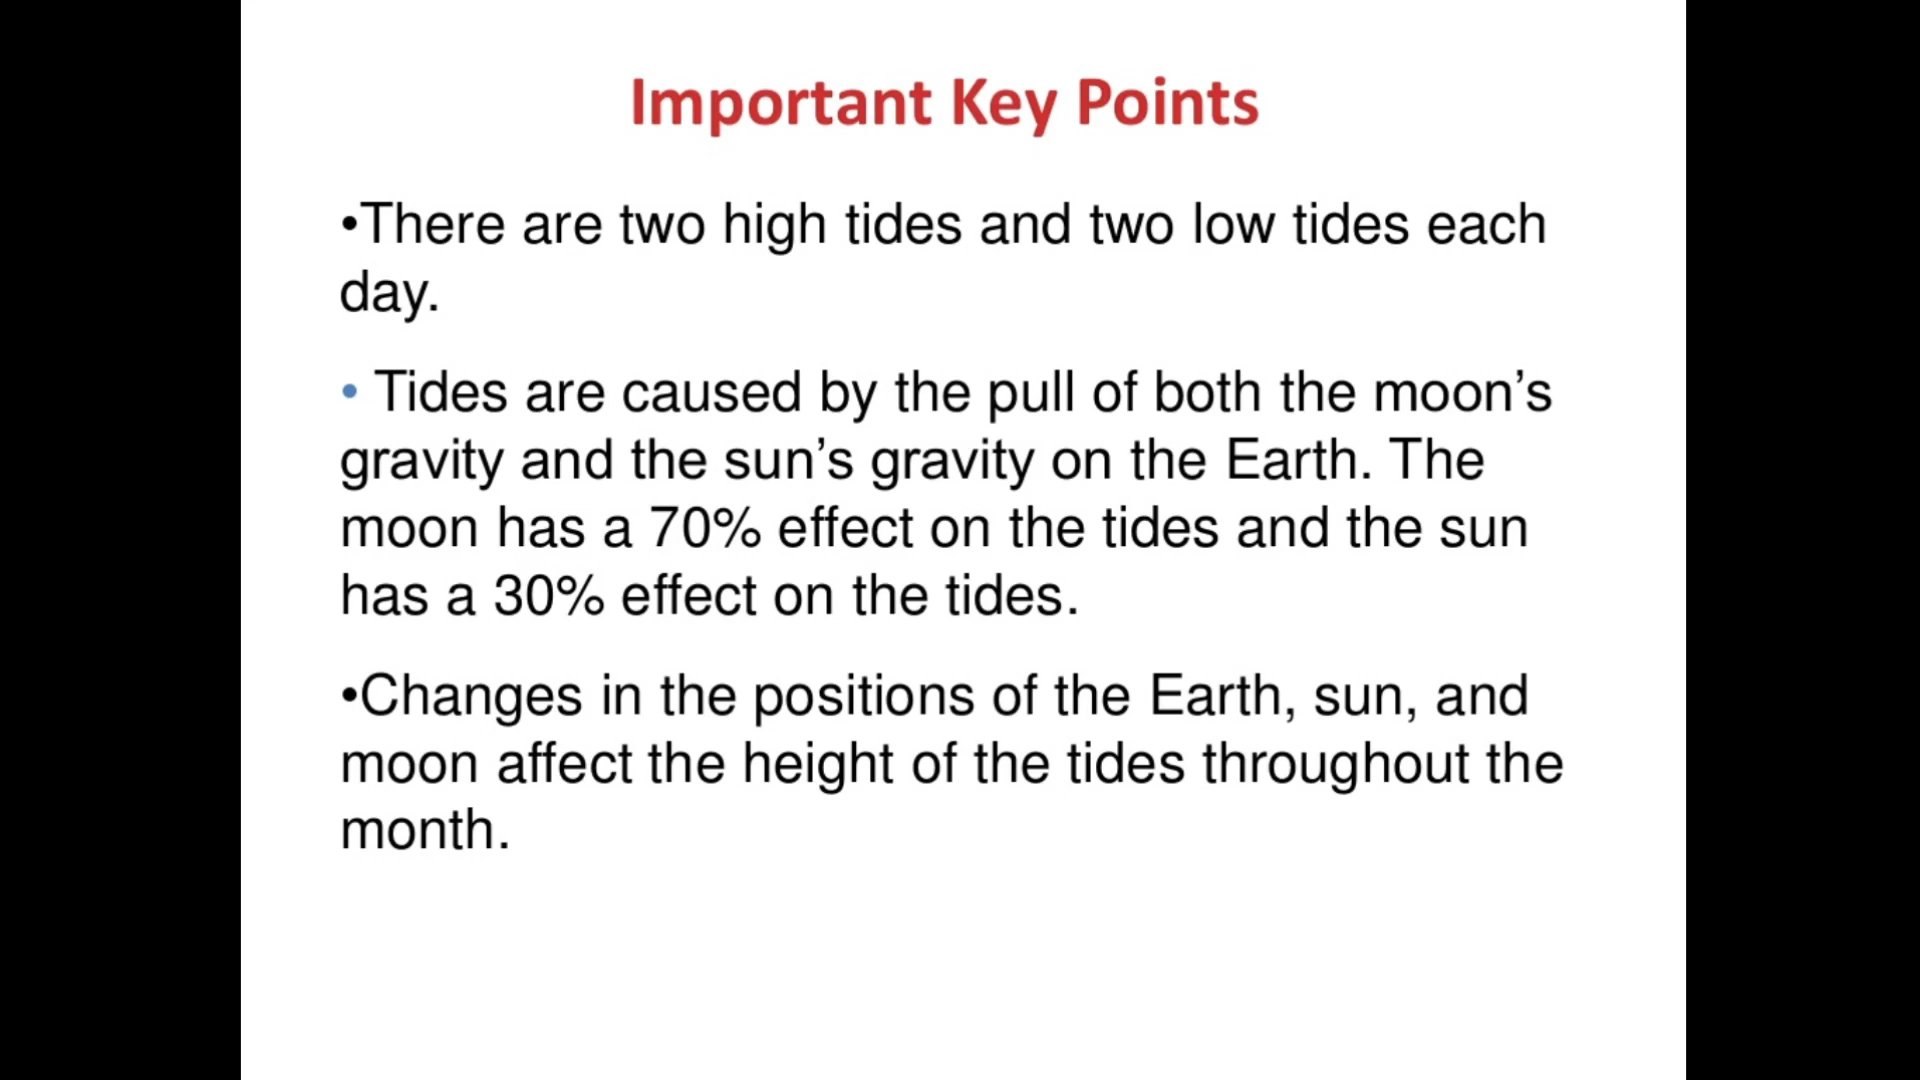 Important Key Points
•There are two high tides and two low tides each
day.
• Tides are caused by the pull of both the moon’s
gravity and the sun’s gravity on the Earth. The
moon has a 70% effect on the tides and the sun
has a 30% effect on the tides.
•Changes in the positions of the Earth, sun, and
moon affect the height of the tides throughout the
month.